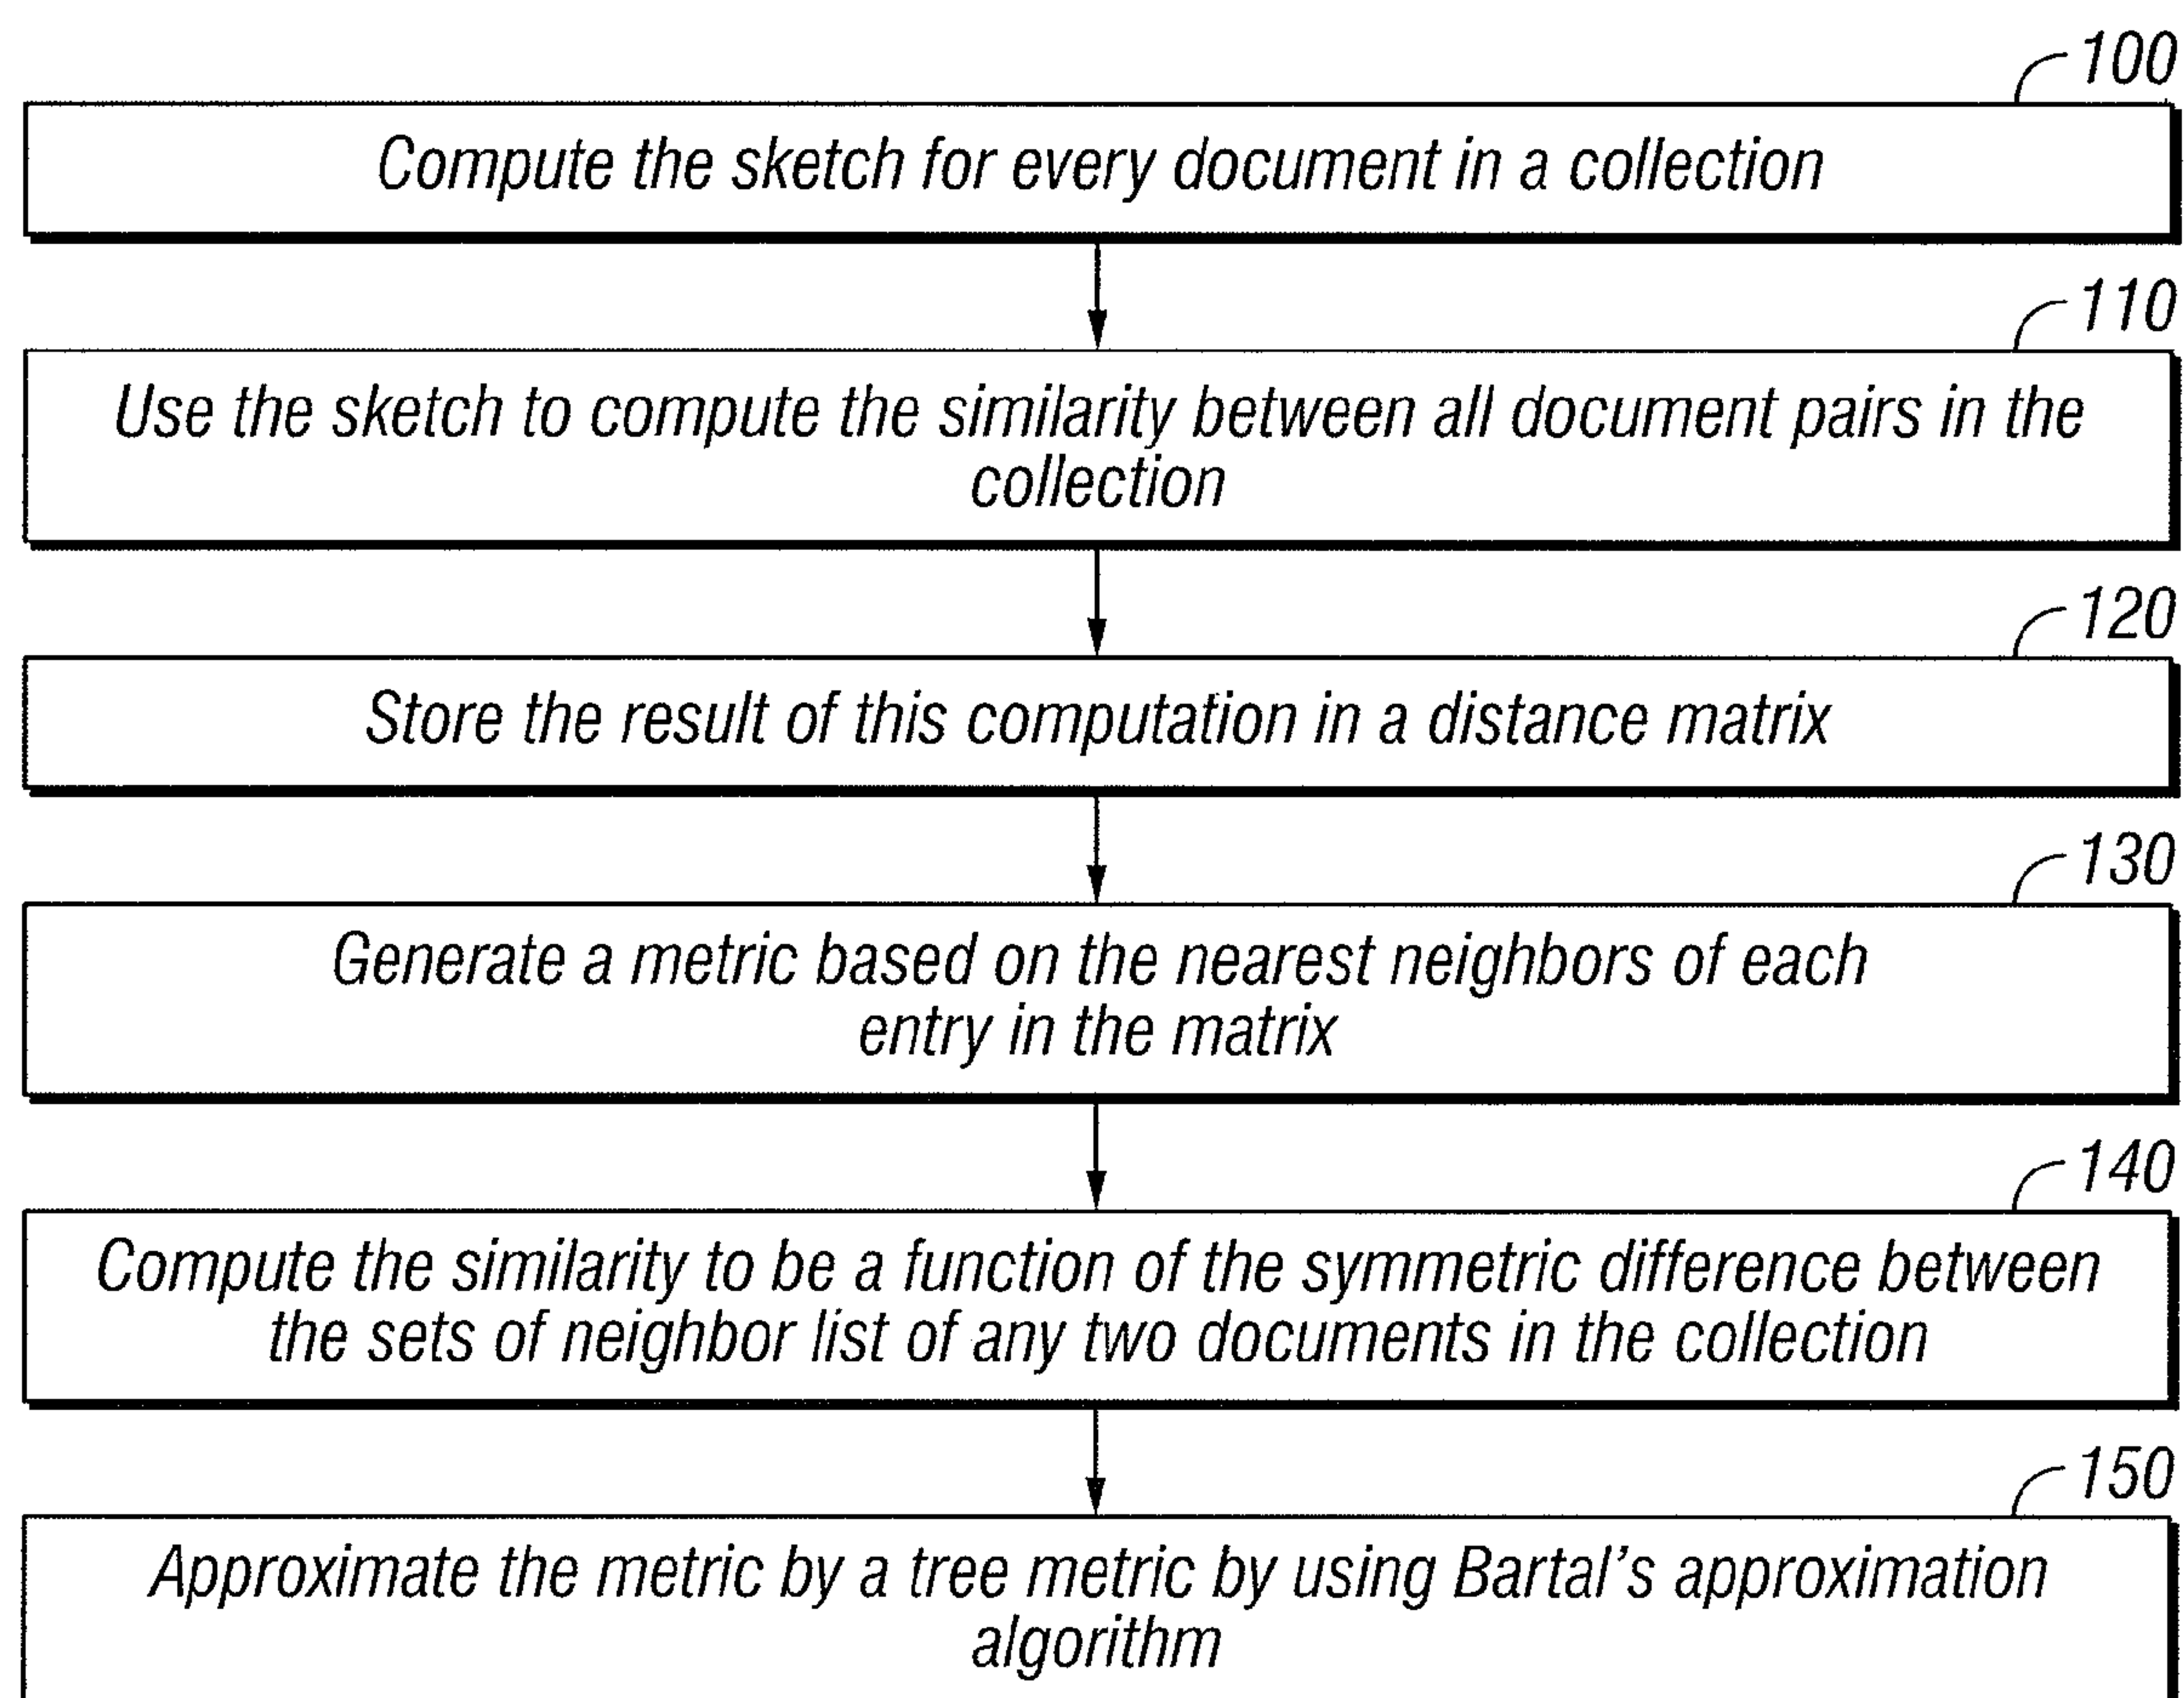 100
Compute the sketch for every document in a collection
110
Use the sketch to compute the similarity between all document pairs in the
collection
120
Store the result of this computation in a distance matrix
130
Generate a metric based on the nearest neighbors of each
entry in the matrix
140
Compute the similarity to be a function of the symmetric difference between
the sets of neighbor list of any two documents in the collection
150
Approximate the metric by a tree metric by using Bartal's approximation
algorithm